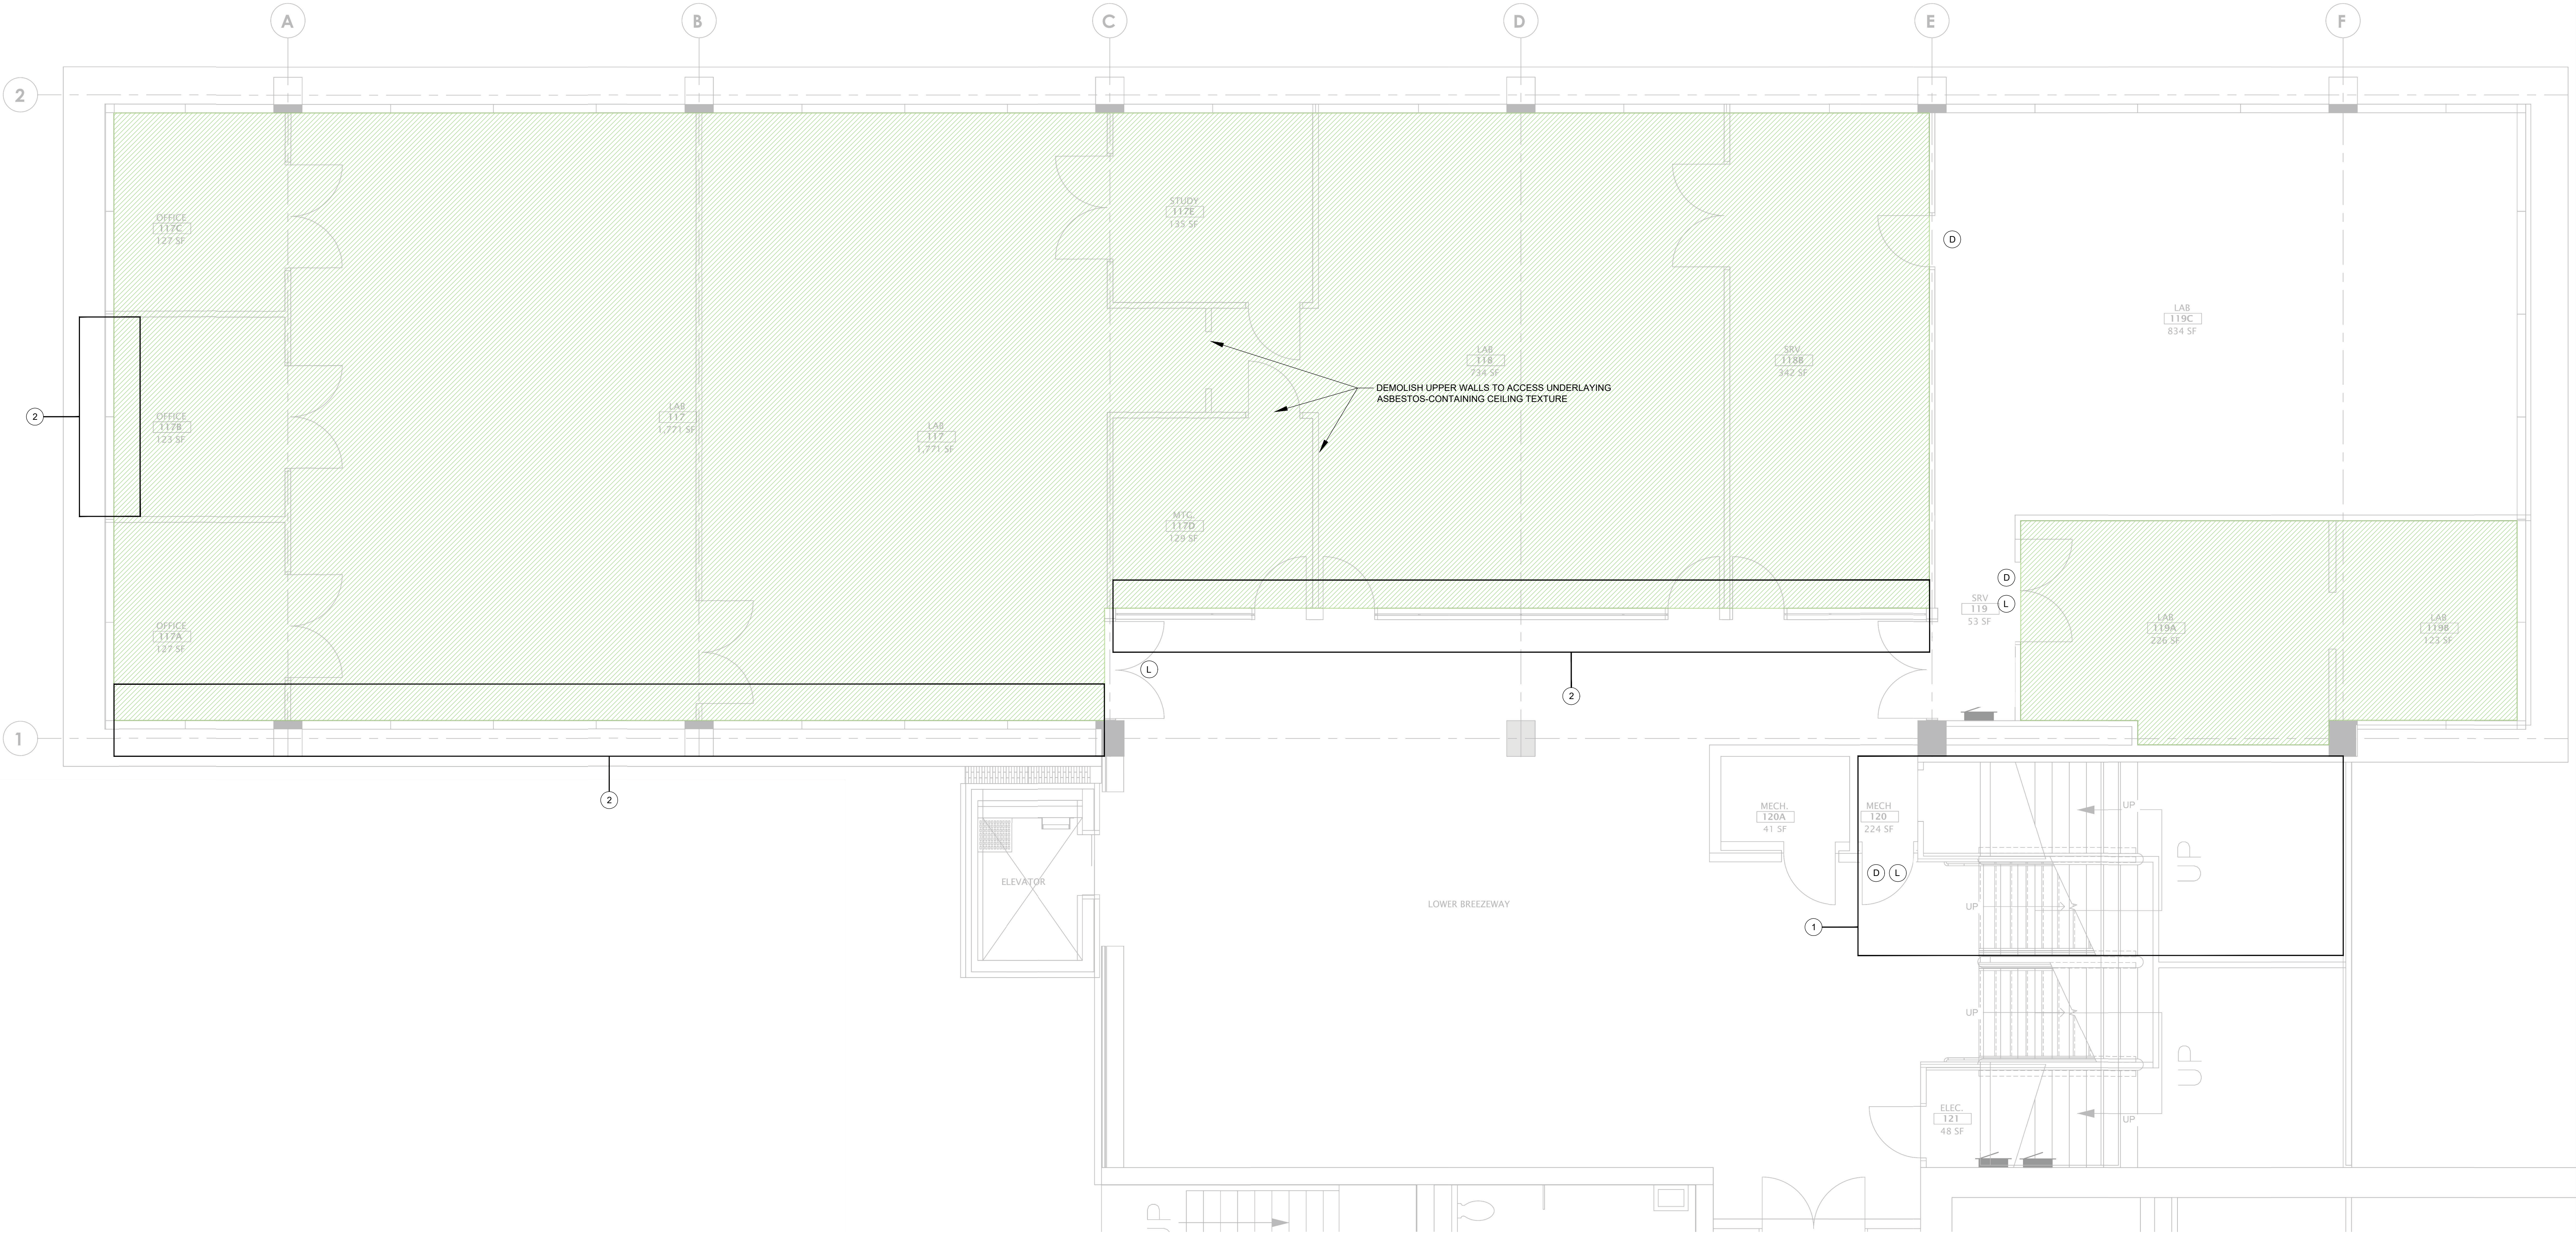 A
B
C
D
E
F
2
OFFICE
117C
127 SF
STUDY
117E
135 SF
D
LAB
119C
834 SF
LAB
118
734 SF
SRV.
118B
342 SF
DEMOLISH UPPER WALLS TO ACCESS UNDERLAYING
ASBESTOS-CONTAINING CEILING TEXTURE
2
OFFICE
117B
123 SF
LAB
117
1,771 SF
LAB
117
1,771 SF
MTG.
117D
129 SF
D
L
SRV
119
53 SF
LAB
119A
226 SF
LAB
119B
123 SF
OFFICE
117A
127 SF
L
2
1
2
MECH.
120A
41 SF
MECH
120
224 SF
UP
UP
D
L
ELEVATOR
LOWER BREEZEWAY
UP
1
UP
UP
ELEC.
121
48 SF
UP
UP